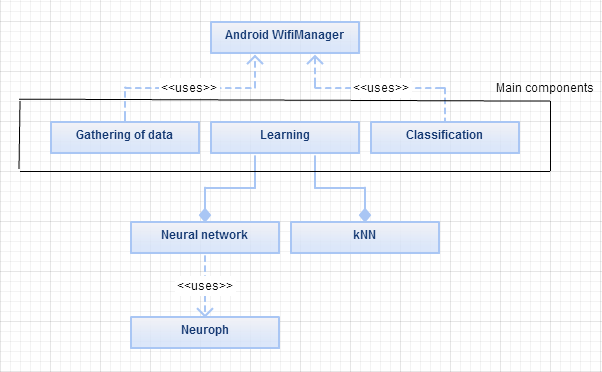 Android WifiManager
<<uses>>
<<uses>>
Main components
Gathering of data
Learning
Classification
Neural network
kNN
<<uses>>
Neuroph